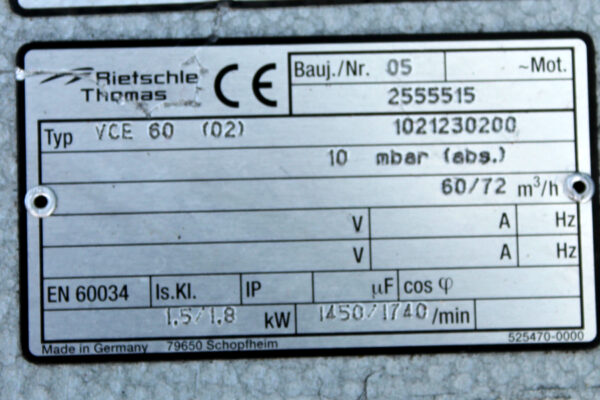 Rietschle
Thomas
CE
Bauj./Nr. 05 ~Mot.
2555515
Typ VCE 60 (02) 1021230200
10 mbar (abs.)
60/72 m³/h
V A Hz
V A Hz
EN 60034 Is.Kl. IP µF cos φ
1.5/1.8 kW 1450/1740 /min
Made in Germany 79650 Schopfheim 525470-0000